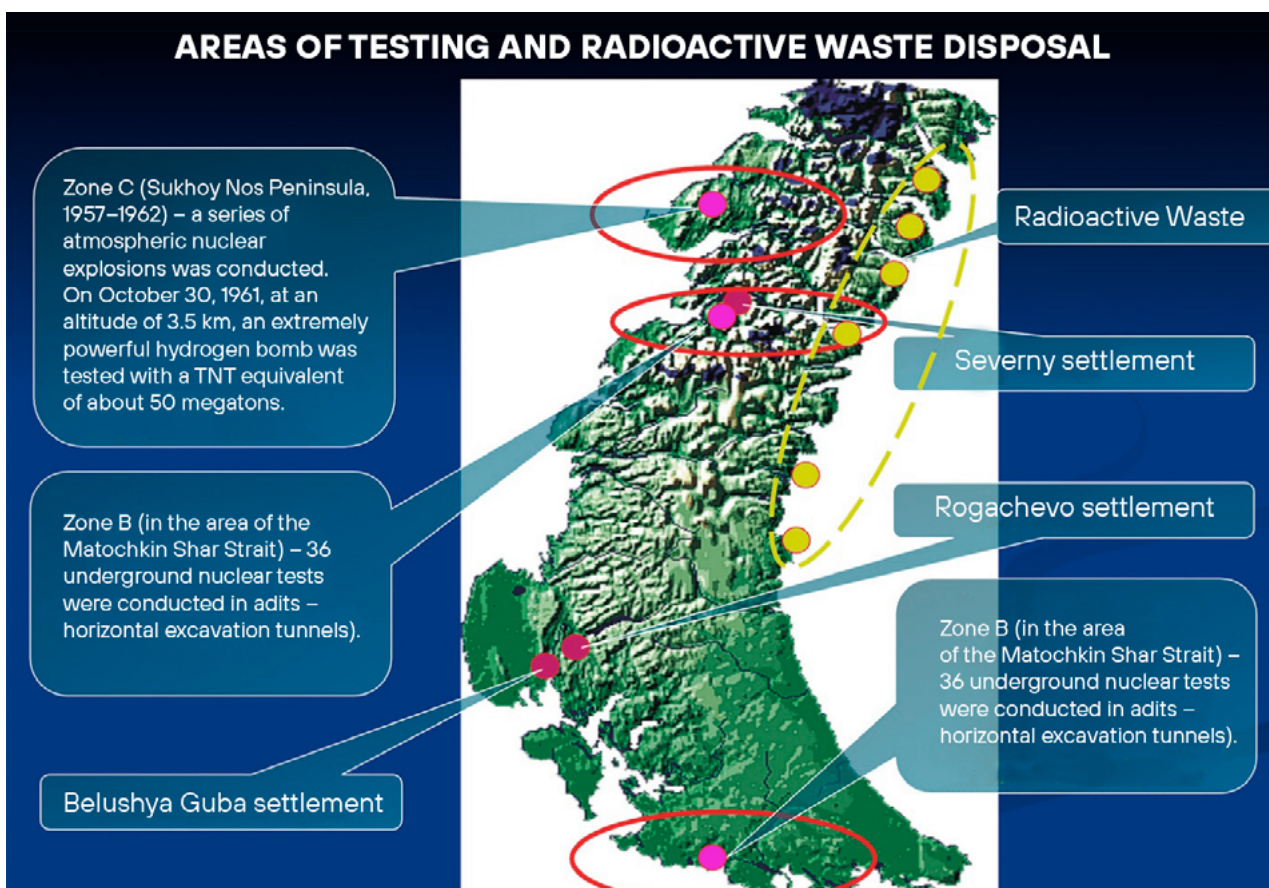 AREAS OF TESTING AND RADIOACTIVE WASTE DISPOSAL
Zone C (Sukhoy Nos Peninsula,
1957–1962) – a series of
atmospheric nuclear
explosions was conducted.
On October 30, 1961, at an
altitude of 3.5 km, an extremely
powerful hydrogen bomb was
tested with a TNT equivalent
of about 50 megatons.
Radioactive Waste
Severny settlement
Zone B (in the area of the
Matochkin Shar Strait) – 36
underground nuclear tests
were conducted in adits –
horizontal excavation tunnels).
Rogachevo settlement
Zone B (in the area
of the Matochkin Shar Strait) –
36 underground nuclear tests
were conducted in adits –
horizontal excavation tunnels).
Belushya Guba settlement